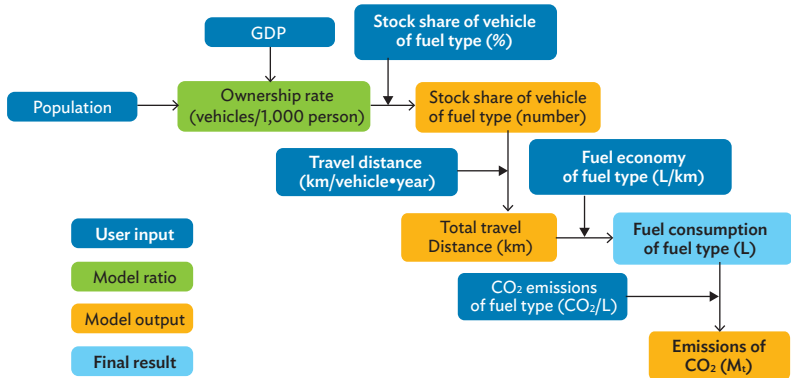 GDP
Stock share of vehicle
of fuel type (%)
Population
Ownership rate
(vehicles/1,000 person)
Stock share of vehicle
of fuel type (number)
Travel distance
(km/vehicle•year)
Fuel economy
of fuel type (L/km)
Total travel
Distance (km)
Fuel consumption
of fuel type (L)
CO₂ emissions
of fuel type (CO₂/L)
Emissions of
CO₂ (Mₜ)
User input
Model ratio
Model output
Final result